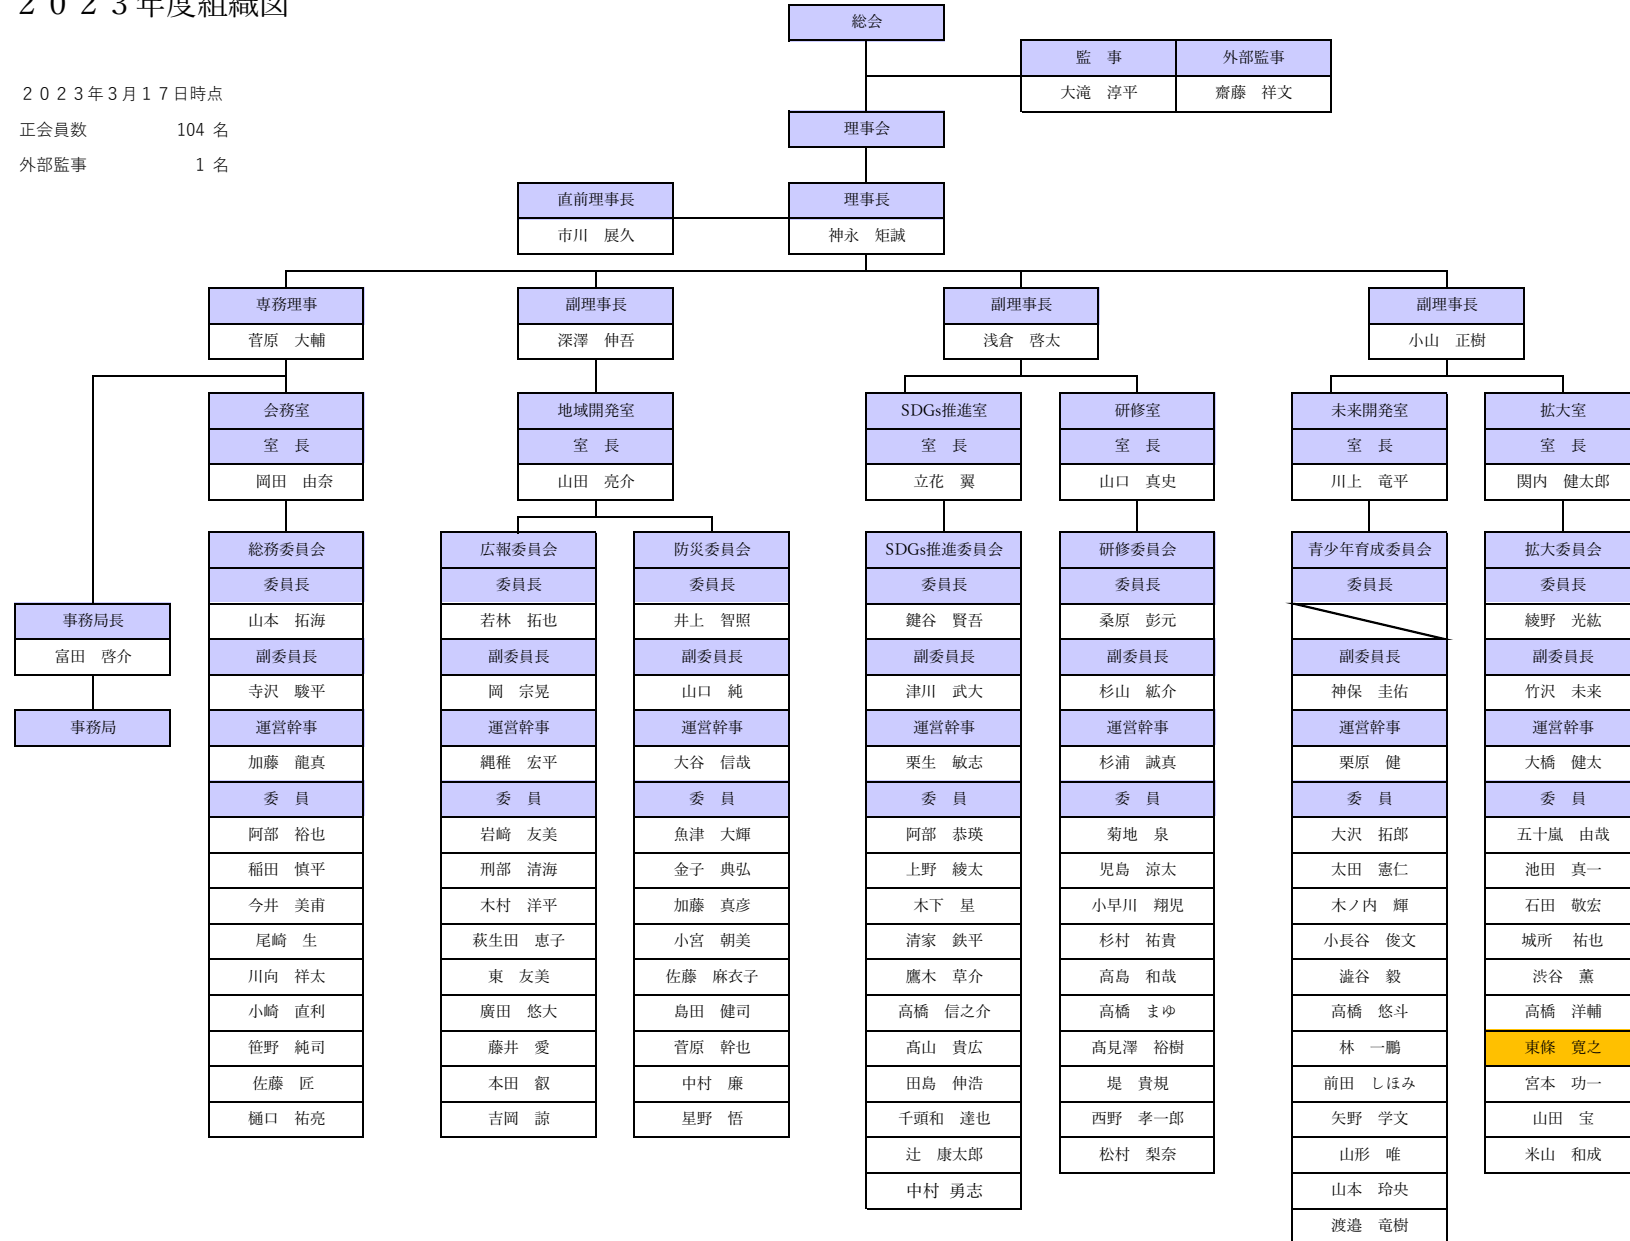 ２０２３年度組織図
２０２３年３月１７日時点
正会員数 104 名
外部監事 1 名
総会
監　事 外部監事
大滝　淳平 齋藤　祥文
理事会
直前理事長 理事長
市川　展久 神永　矩誠
専務理事 副理事長 副理事長 副理事長
菅原　大輔 深澤　伸吾 浅倉　啓太 小山　正樹
会務室 地域開発室 SDGs推進室 研修室 未来開発室 拡大室
室　長 室　長 室　長 室　長 室　長 室　長
岡田　由奈 山田　亮介 立花　翼 山口　真史 川上　竜平 関内　健太郎
総務委員会 広報委員会 防災委員会 SDGs推進委員会 研修委員会 青少年育成委員会 拡大委員会
委員長 委員長 委員長 委員長 委員長 委員長 委員長
事務局長 山本　拓海 若林　拓也 井上　智照 鍵谷　賢吾 桑原　彭元 綾野　光紘
富田　啓介 副委員長 副委員長 副委員長 副委員長 副委員長 副委員長 副委員長
寺沢　駿平 岡　宗晃 山口　純 津川　武大 杉山　紘介 神保　圭佑 竹沢　未来
事務局 運営幹事 運営幹事 運営幹事 運営幹事 運営幹事 運営幹事 運営幹事
加藤　龍真 縄稚　宏平 大谷　信哉 栗生　敏志 杉浦　誠真 栗原　健 大橋　健太
委　員 委　員 委　員 委　員 委　員 委　員 委　員
阿部　裕也 岩﨑　友美 魚津　大輝 阿部　恭瑛 菊地　泉 大沢　拓郎 五十嵐　由哉
稲田　慎平 刑部　清海 金子　典弘 上野　綾太 児島　涼太 太田　憲仁 池田　真一
今井　美甫 木村　洋平 加藤　真彦 木下　星 小早川　翔児 木ノ内　輝 石田　敬宏
尾崎　生 萩生田　恵子 小宮　朝美 清家　鉄平 杉村　祐貴 小長谷　俊文 城所　祐也
川向　祥太 東　友美 佐藤　麻衣子 鷹木　草介 高島　和哉 澁谷　毅 渋谷　薫
小崎　直利 廣田　悠大 島田　健司 高橋　信之介 高橋　まゆ 高橋　悠斗 高橋　洋輔
笹野　純司 藤井　愛 菅原　幹也 髙山　貴広 髙見澤　裕樹 林　一鵬 東條　寛之
佐藤　匠 本田　叡 中村　廉 田島　伸浩 堤　貴規 前田　しほみ 宮本　功一
樋口　祐亮 吉岡　諒 星野　悟 千頭和　達也 西野　孝一郎 矢野　学文 山田　宝
辻　康太郎 松村　梨奈 山形　唯 米山　和成
中村 勇志 山本　玲央
渡邉　竜樹